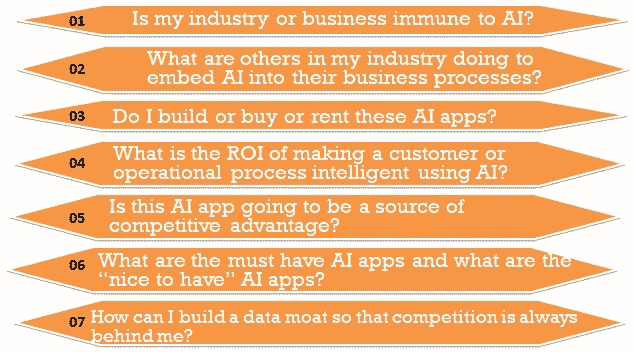 01 Is my industry or business immune to AI?
02 What are others in my industry doing to
embed AI into their business processes?
03 Do I build or buy or rent these AI apps?
04 What is the ROI of making a customer or
operational process intelligent using AI?
05 Is this AI app going to be a source of
competitive advantage?
06 What are the must have AI apps and what are the
“nice to have” AI apps?
07 How can I build a data moat so that competition is always
behind me?